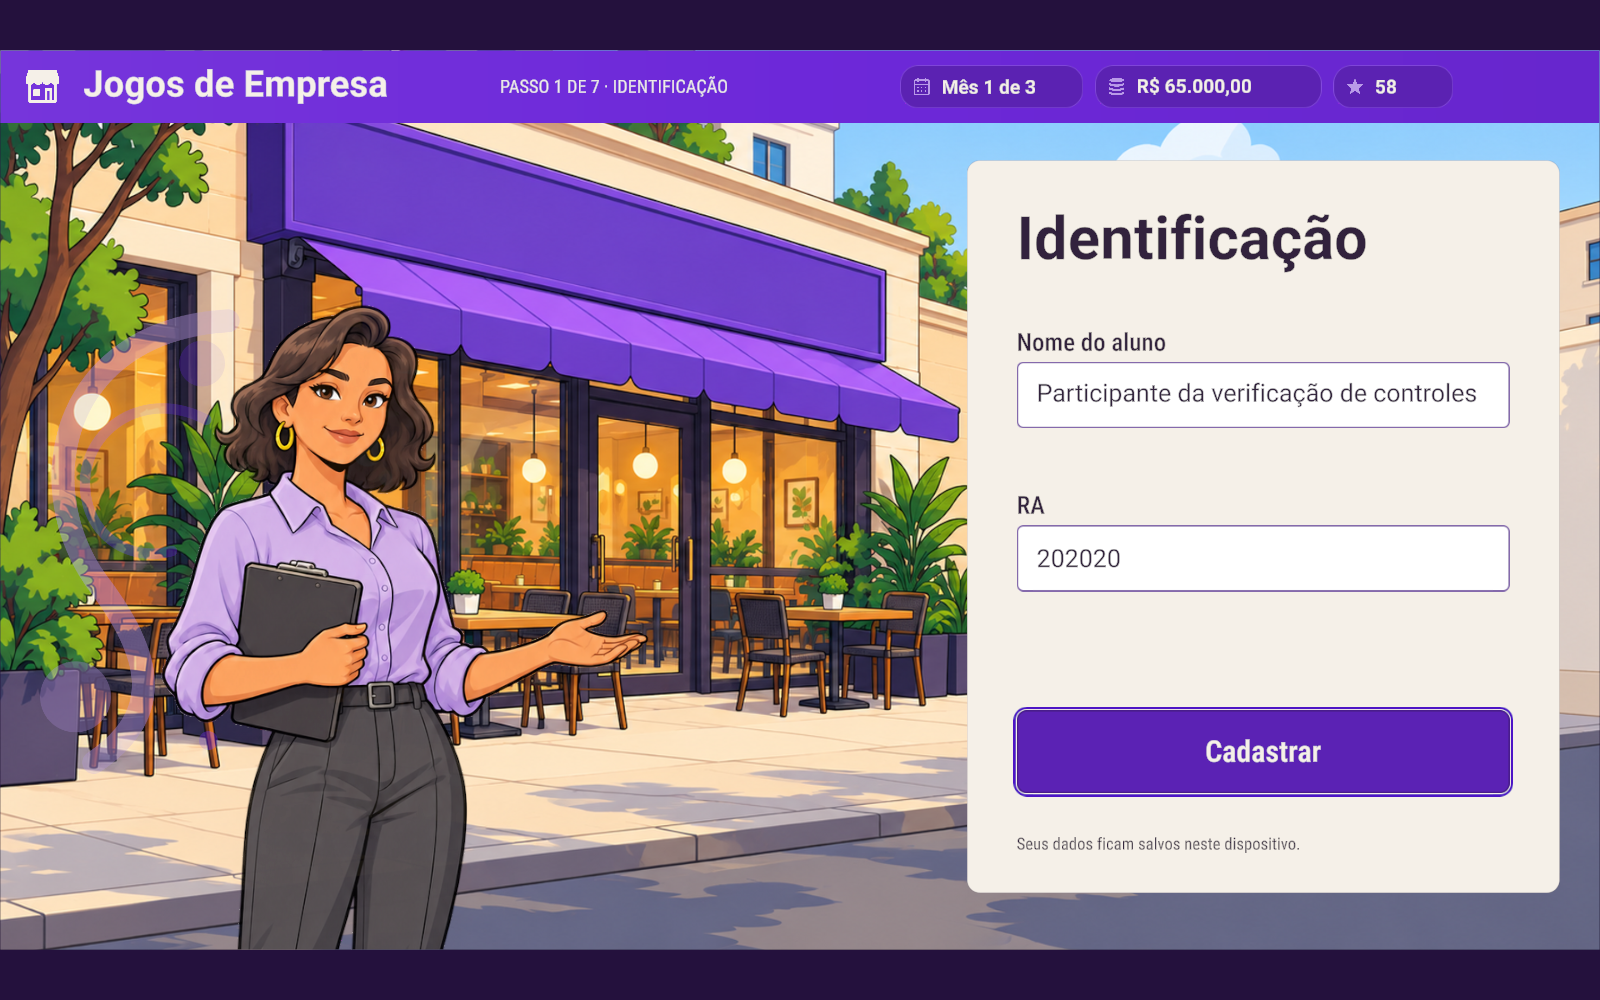 Jogos de Empresa
PASSO 1 DE 7 · IDENTIFICAÇÃO
Mês 1 de 3
R$ 65.000,00
58
Identificação
Nome do aluno
Participante da verificação de controles
RA
202020
Cadastrar
Seus dados ficam salvos neste dispositivo.